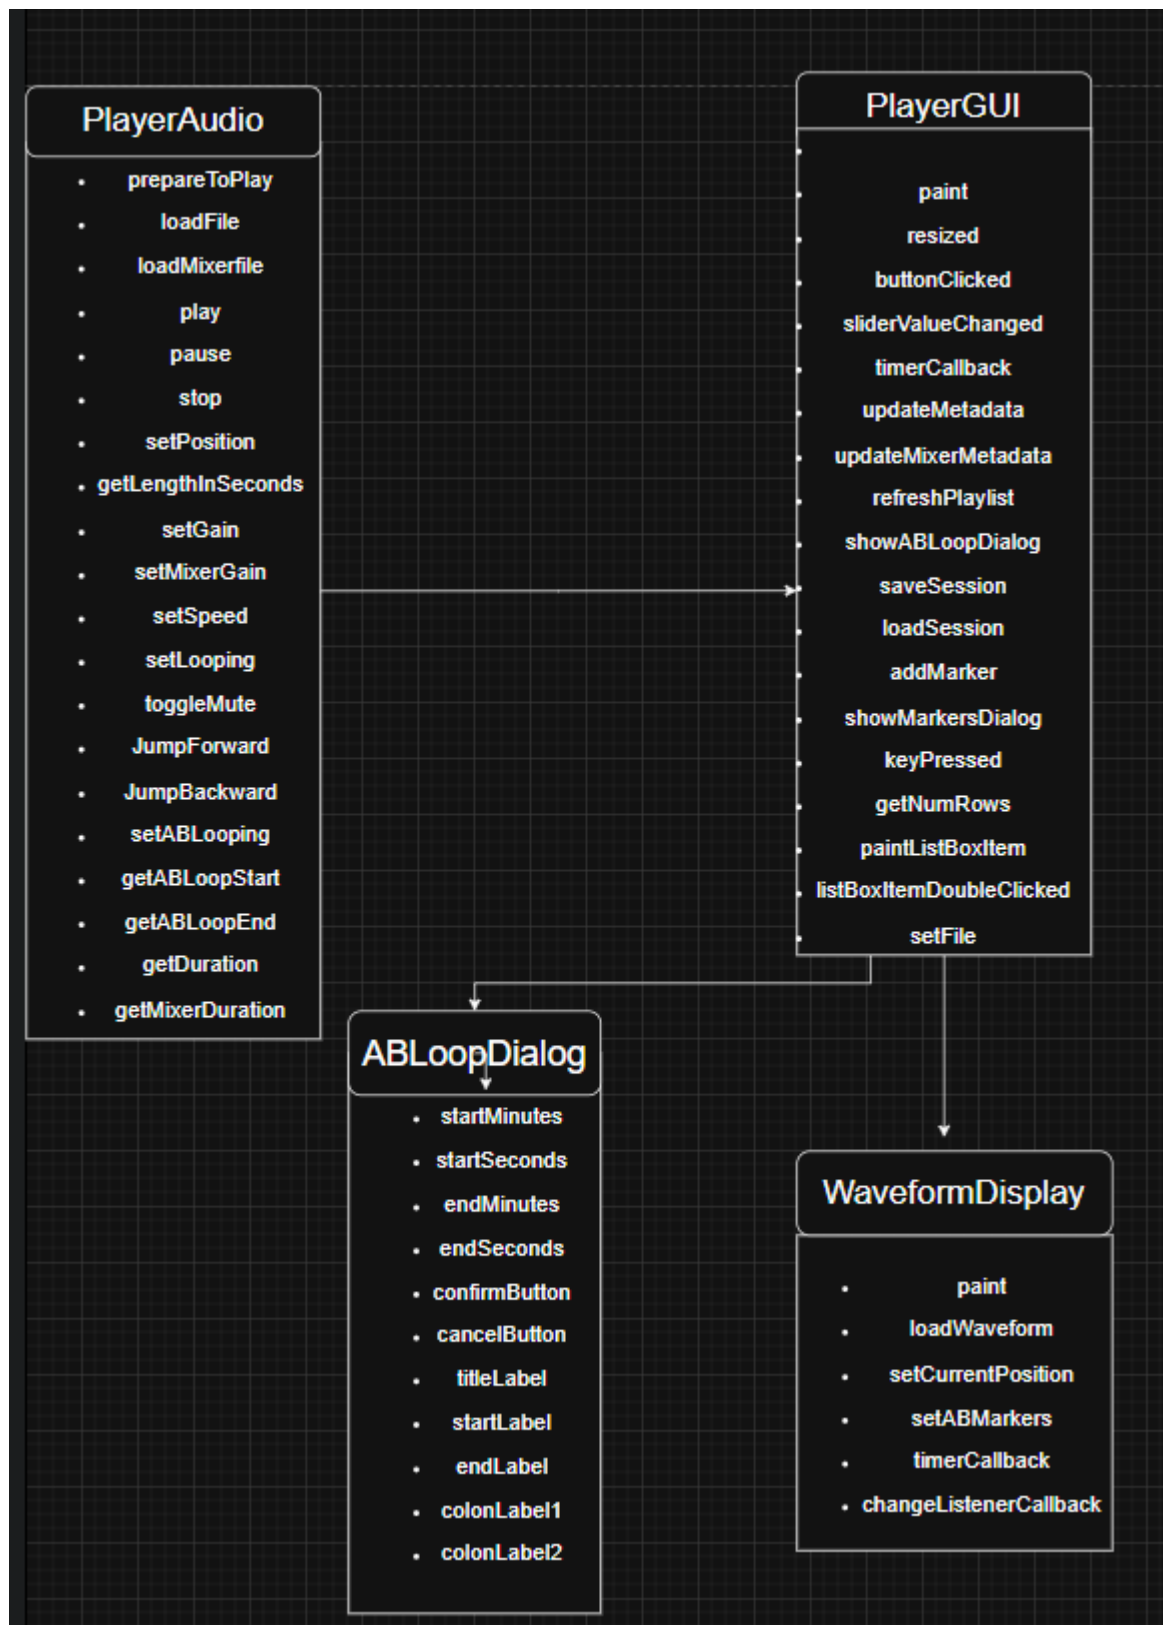 PlayerAudio
prepareToPlay
loadFile
loadMixerfile
play
pause
stop
setPosition
getLengthInSeconds
setGain
setMixerGain
setSpeed
setLooping
toggleMute
JumpForward
JumpBackward
setABLooping
getABLoopStart
getABLoopEnd
getDuration
getMixerDuration
PlayerGUI
paint
resized
buttonClicked
sliderValueChanged
timerCallback
updateMetadata
updateMixerMetadata
refreshPlaylist
showABLoopDialog
saveSession
loadSession
addMarker
showMarkersDialog
keyPressed
getNumRows
paintListBoxItem
listBoxItemDoubleClicked
setFile
ABLoopDialog
startMinutes
startSeconds
endMinutes
endSeconds
confirmButton
cancelButton
titleLabel
startLabel
endLabel
colonLabel1
colonLabel2
WaveformDisplay
paint
loadWaveform
setCurrentPosition
setABMarkers
timerCallback
changeListenerCallback